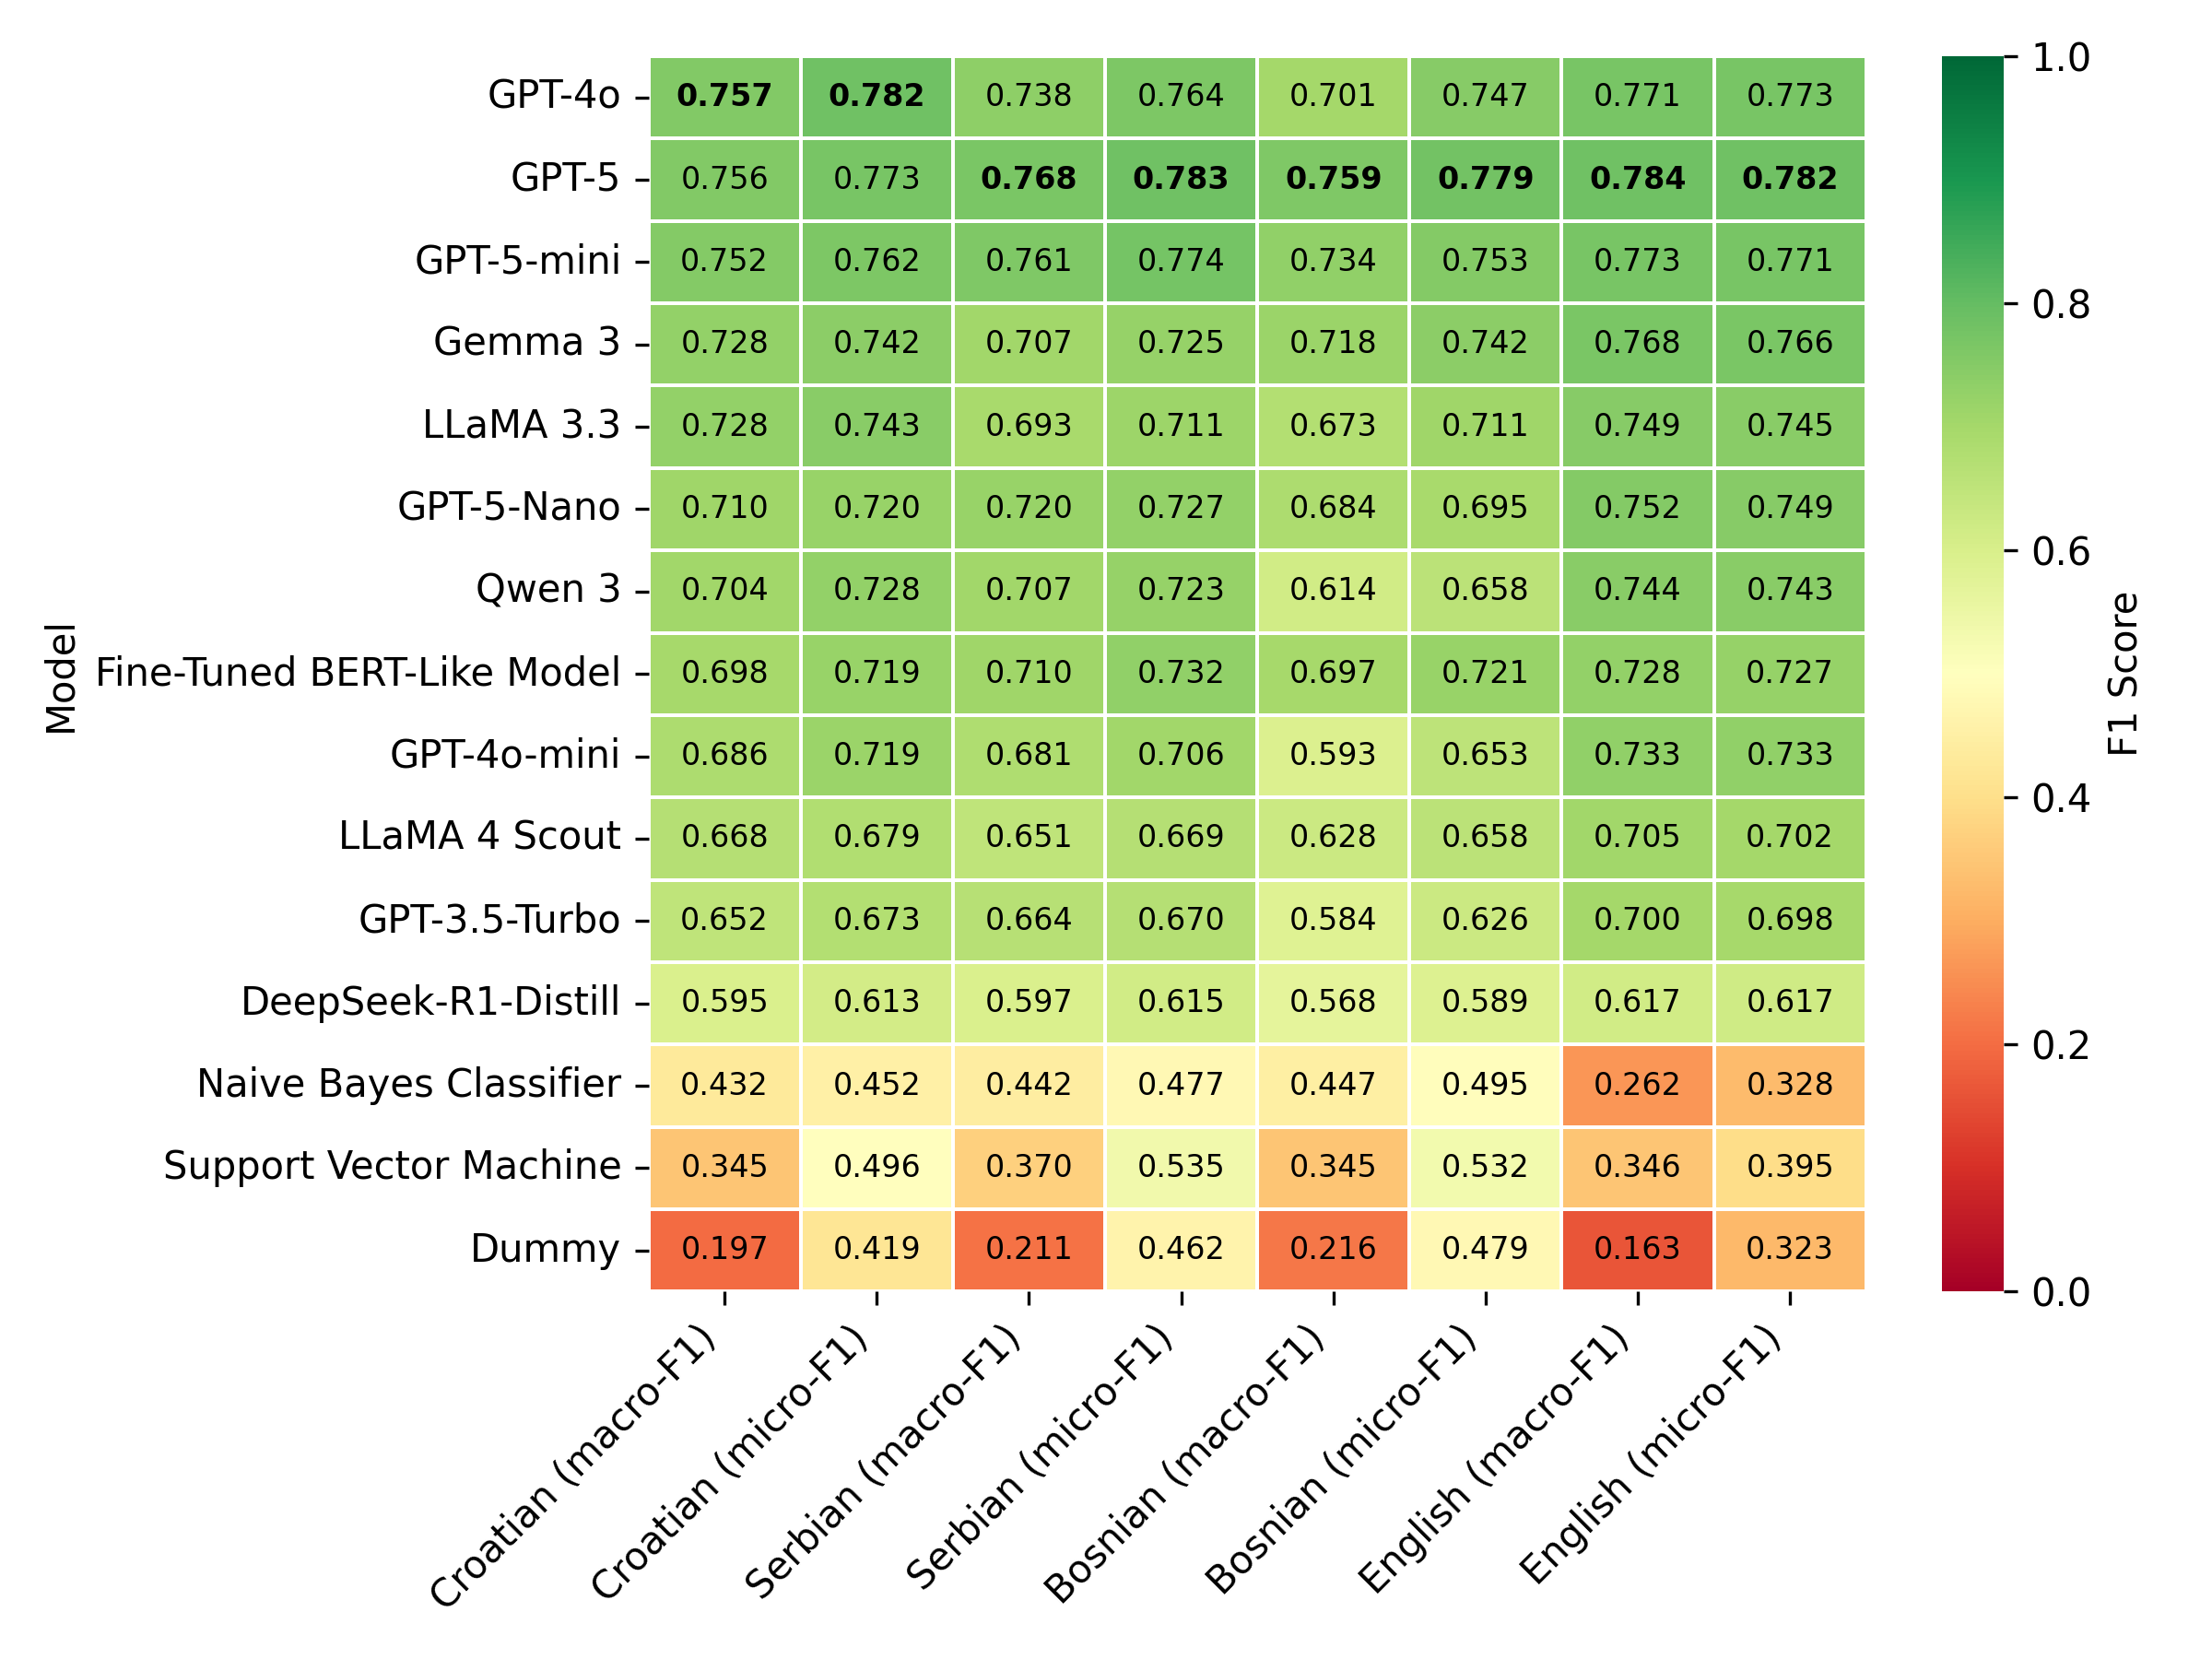 Model
GPT-4o 0.757 0.782 0.738 0.764 0.701 0.747 0.771 0.773
GPT-5 0.756 0.773 0.768 0.783 0.759 0.779 0.784 0.782
GPT-5-mini 0.752 0.762 0.761 0.774 0.734 0.753 0.773 0.771
Gemma 3 0.728 0.742 0.707 0.725 0.718 0.742 0.768 0.766
LLaMA 3.3 0.728 0.743 0.693 0.711 0.673 0.711 0.749 0.745
GPT-5-Nano 0.710 0.720 0.720 0.727 0.684 0.695 0.752 0.749
Qwen 3 0.704 0.728 0.707 0.723 0.614 0.658 0.744 0.743
Fine-Tuned BERT-Like Model 0.698 0.719 0.710 0.732 0.697 0.721 0.728 0.727
GPT-4o-mini 0.686 0.719 0.681 0.706 0.593 0.653 0.733 0.733
LLaMA 4 Scout 0.668 0.679 0.651 0.669 0.628 0.658 0.705 0.702
GPT-3.5-Turbo 0.652 0.673 0.664 0.670 0.584 0.626 0.700 0.698
DeepSeek-R1-Distill 0.595 0.613 0.597 0.615 0.568 0.589 0.617 0.617
Naive Bayes Classifier 0.432 0.452 0.442 0.477 0.447 0.495 0.262 0.328
Support Vector Machine 0.345 0.496 0.370 0.535 0.345 0.532 0.346 0.395
Dummy 0.197 0.419 0.211 0.462 0.216 0.479 0.163 0.323
Croatian (macro-F1)
Croatian (micro-F1)
Serbian (macro-F1)
Serbian (micro-F1)
Bosnian (macro-F1)
Bosnian (micro-F1)
English (macro-F1)
English (micro-F1)
1.0
0.8
0.6
0.4
0.2
0.0
F1 Score